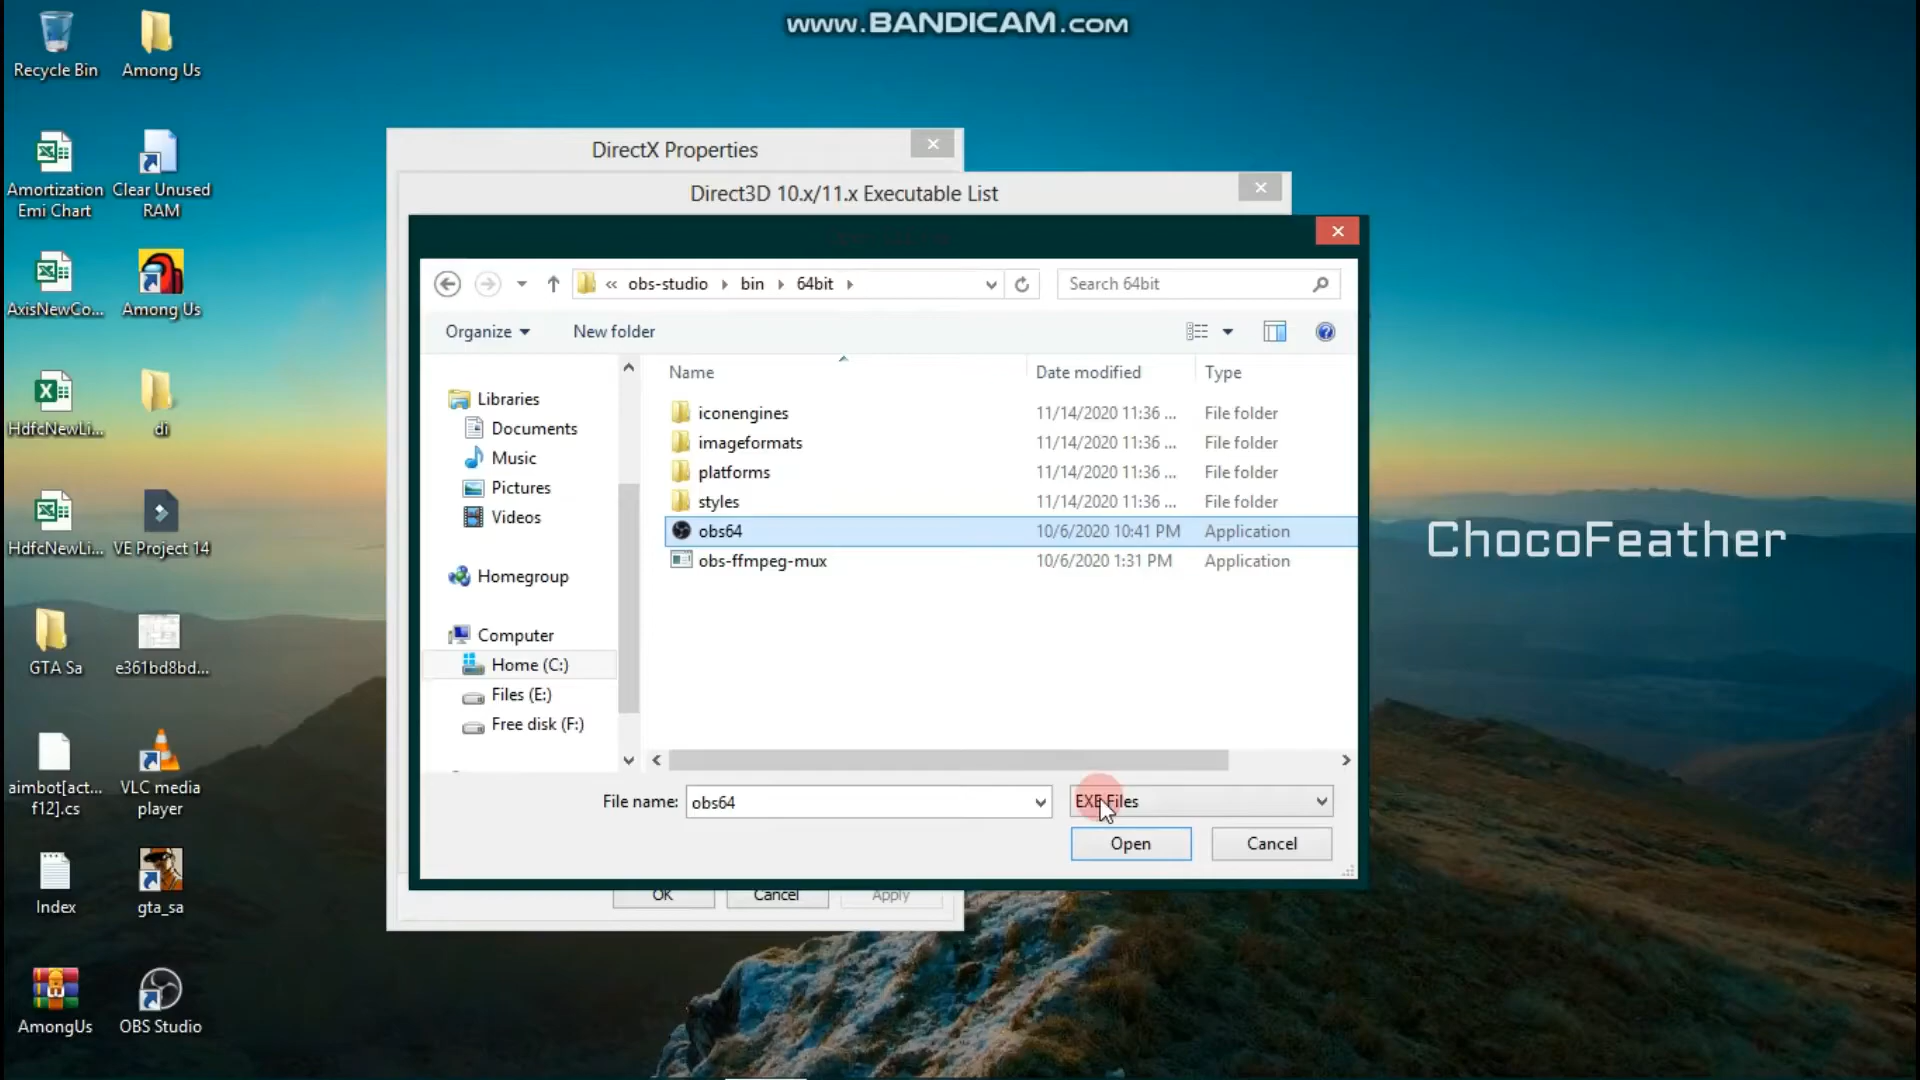 www.BANDICAM.com
Recycle Bin
Among Us
Amortization
Emi Chart
Clear Unused
RAM
AxisNewCo...
Among Us
HdfcNewLi...
di
HdfcNewLi...
VE Project 14
GTA Sa
e361bd8bd...
aimbot[act...
f12].cs
VLC media
player
Index
gta_sa
AmongUs
OBS Studio
DirectX Properties
Direct3D 10.x/11.x Executable List
« obs-studio bin 64bit
Search 64bit
Organize
New folder
Name Date modified Type
Libraries
Documents
Music
Pictures
Videos
Homegroup
Computer
Home (C:)
Files (E:)
Free disk (F:)
iconengines 11/14/2020 11:36 ... File folder
imageformats 11/14/2020 11:36 ... File folder
platforms 11/14/2020 11:36 ... File folder
styles 11/14/2020 11:36 ... File folder
obs64 10/6/2020 10:41 PM Application
obs-ffmpeg-mux 10/6/2020 1:31 PM Application
File name: obs64
EXE Files
Open
Cancel
OK
Cancel
Apply
ChocoFeather